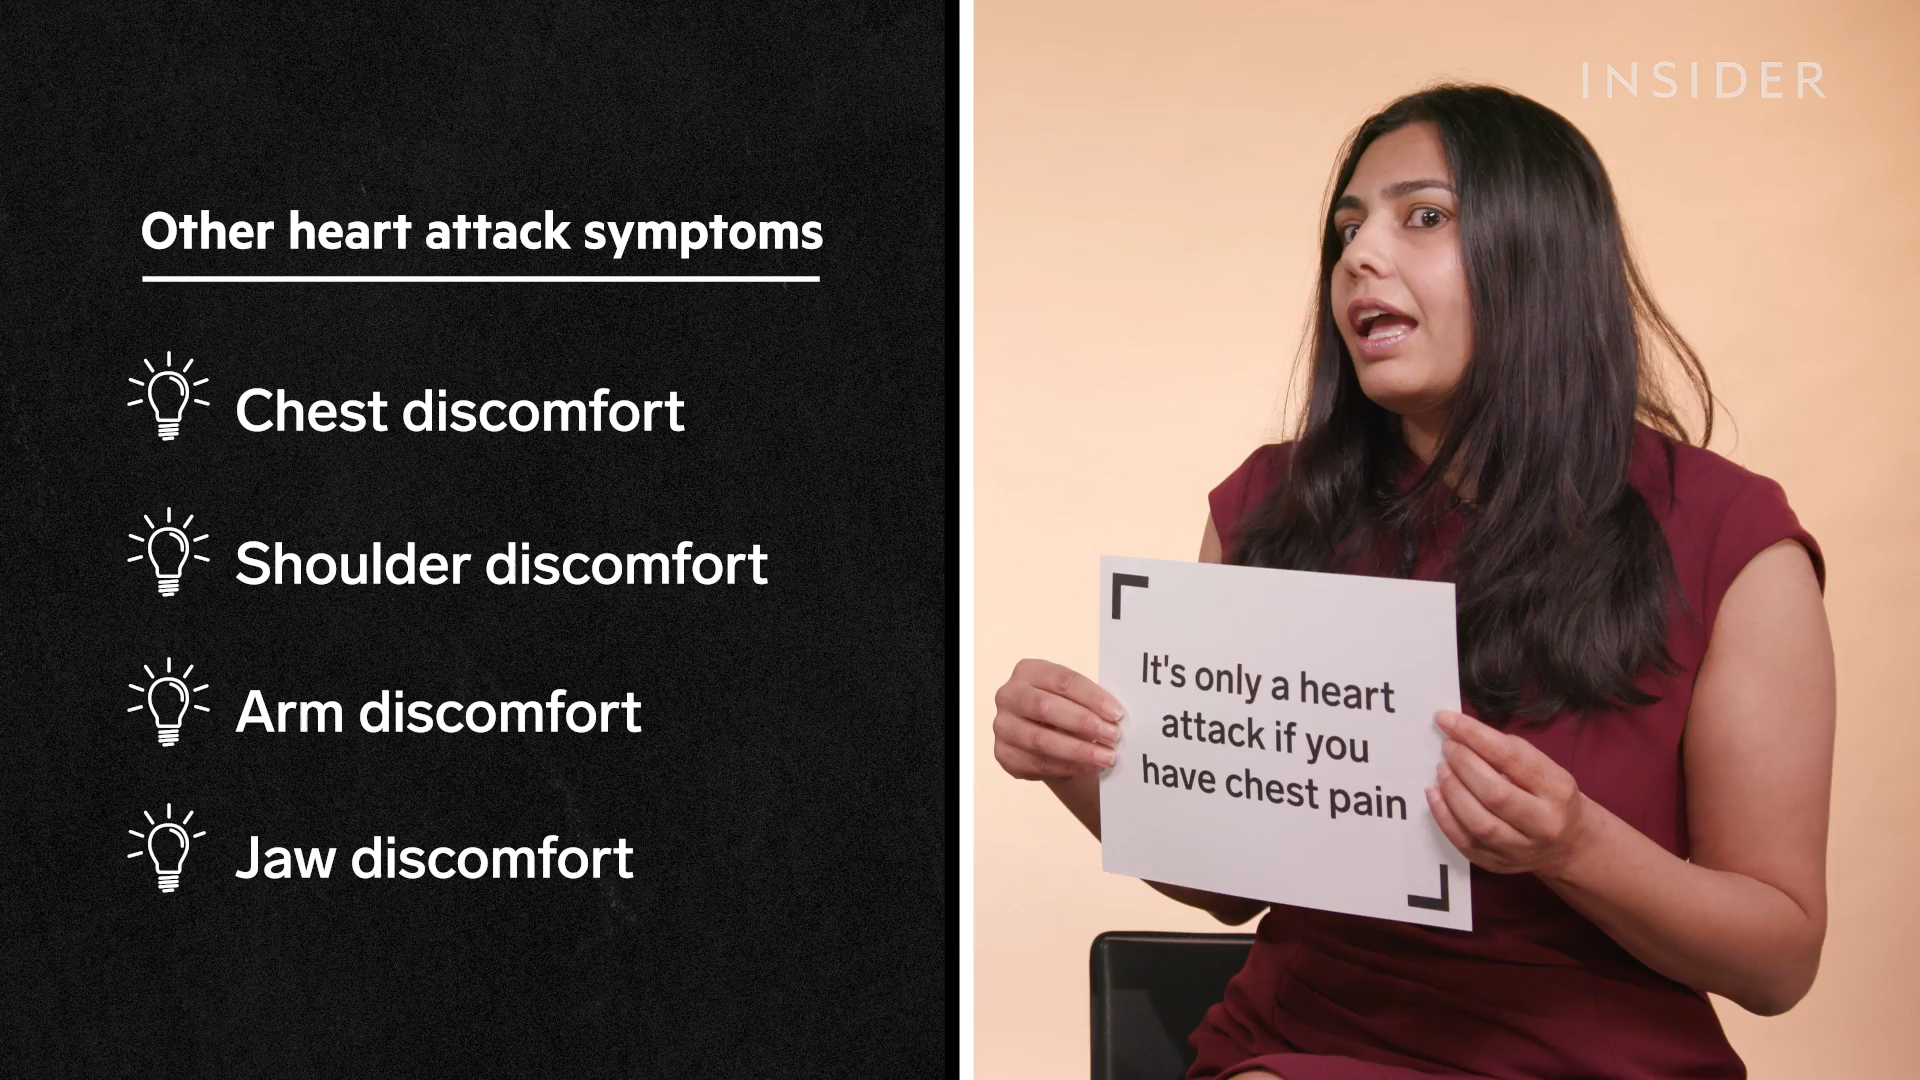 Other heart attack symptoms
Chest discomfort
Shoulder discomfort
Arm discomfort
Jaw discomfort
INSIDER
It's only a heart
attack if you
have chest pain